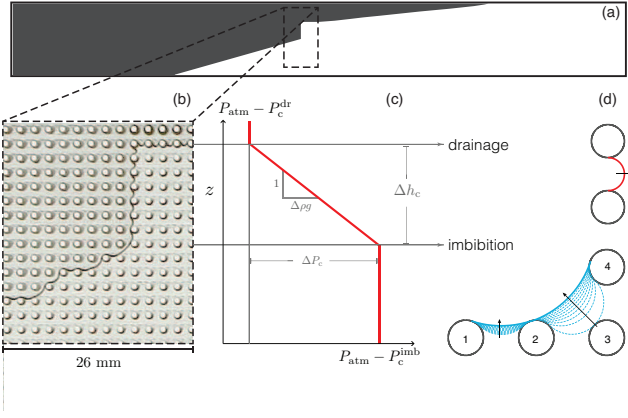 (a)
(b)
(c)
(d)
P_atm − P_c^dr
drainage
z
1
Δρg
Δh_c
imbibition
ΔP_c
P_atm − P_c^imb
26 mm
4
1
2
3